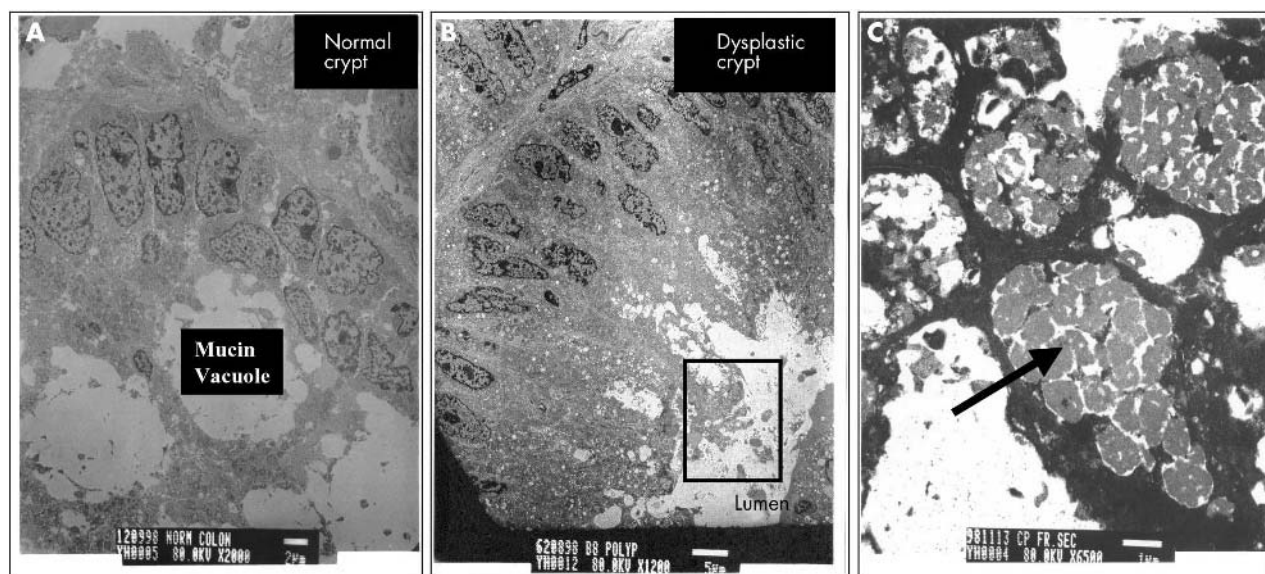 A
Normal
crypt
Mucin
Vacuole
120998 NORM COLON
YH0005 80.0KV X2000 2μm
B
Dysplastic
crypt
Lumen
620898 B8 POLYP
YH0012 80.0KV X1200 5μm
C
981113 CP FR.SEC
YH0004 80.0KV X6500 1μm